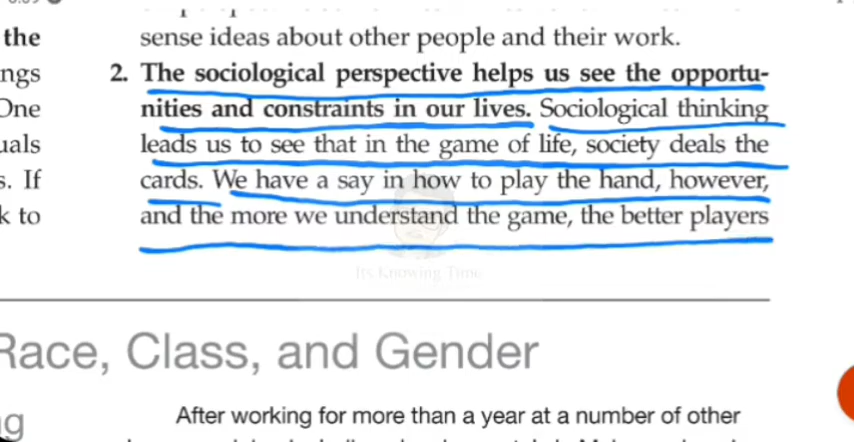 the
ngs
One
uals
s. If
k to
sense ideas about other people and their work.
2. The sociological perspective helps us see the opportu-
nities and constraints in our lives. Sociological thinking
leads us to see that in the game of life, society deals the
cards. We have a say in how to play the hand, however,
and the more we understand the game, the better players
Its Knowing Time
Race, Class, and Gender
After working for more than a year at a number of other